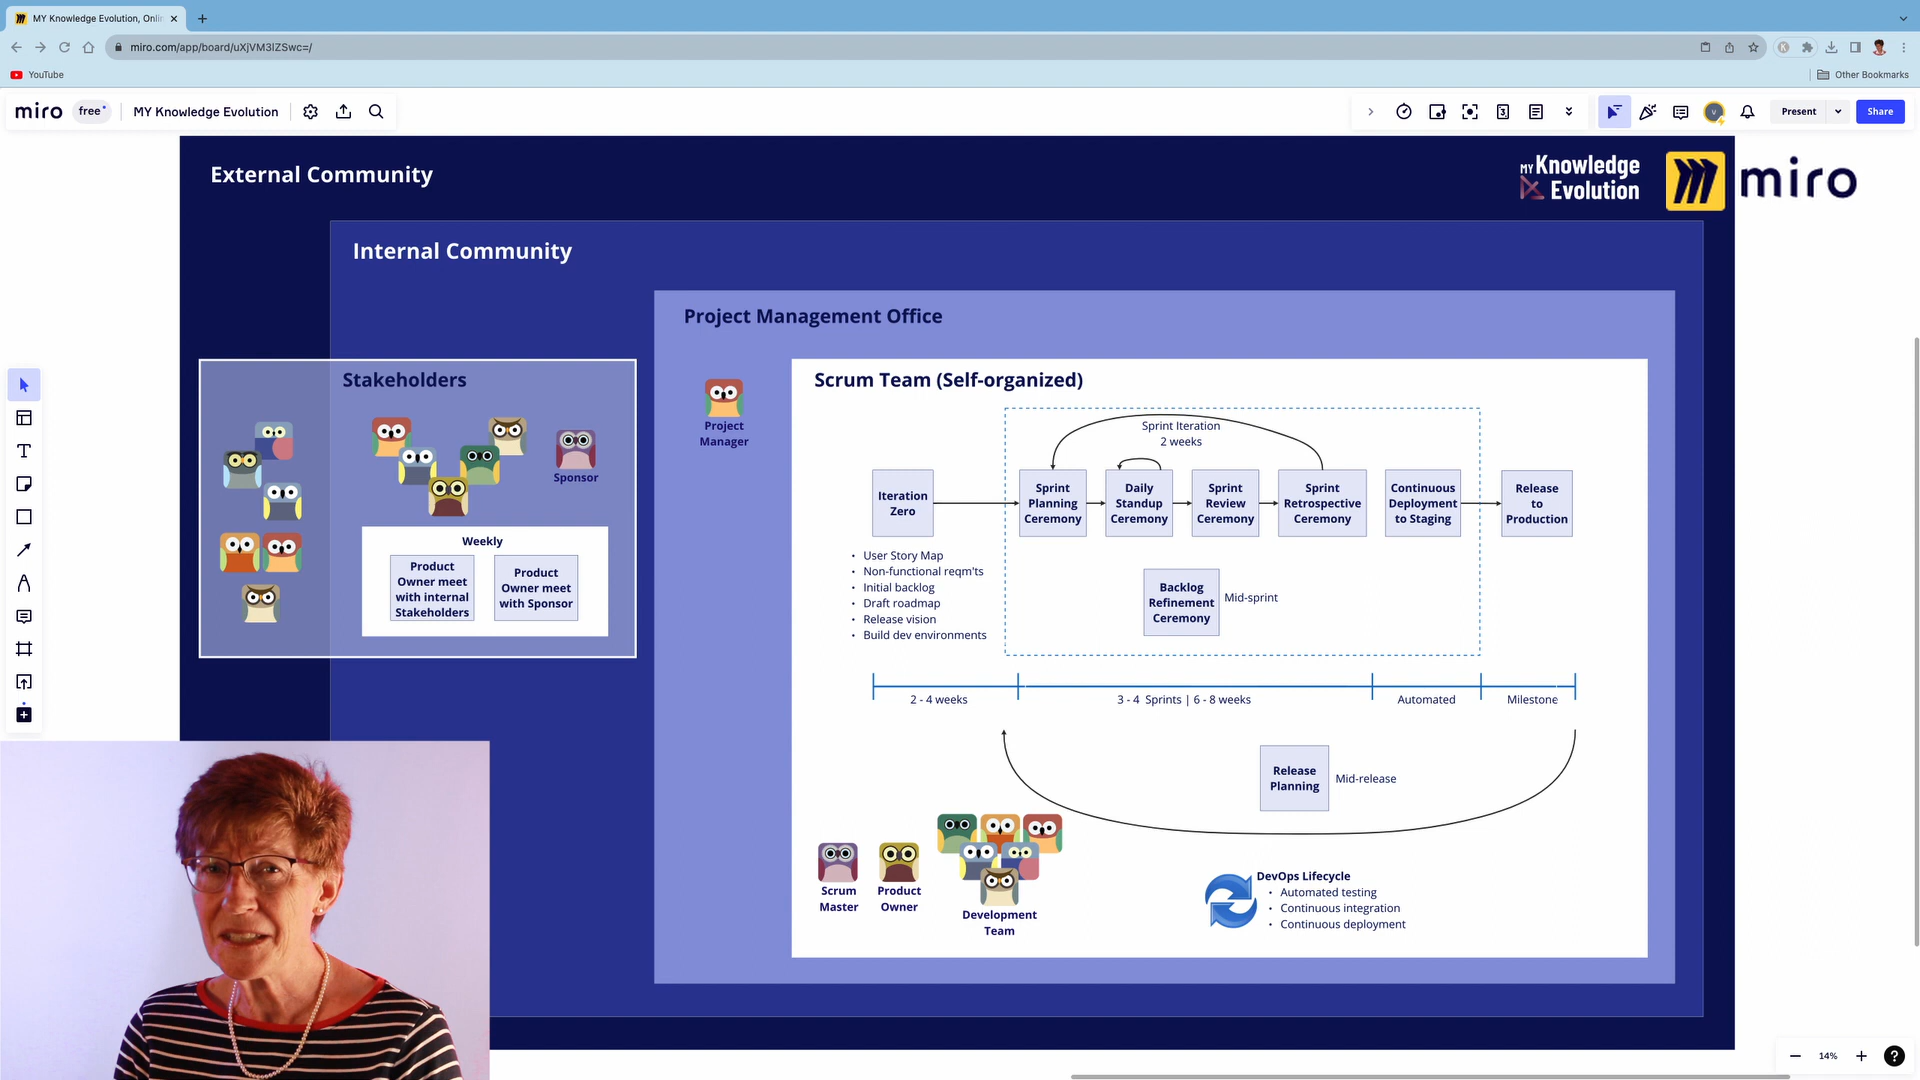 MY Knowledge Evolution, Onli
miro.com/app/board/uXjVM3IZSwc=/
YouTube
Other Bookmarks
miro
free
MY Knowledge Evolution
Present
Share
External Community
MY Knowledge
Evolution
miro
Internal Community
Project Management Office
Stakeholders
Sponsor
Weekly
Product
Owner meet
with internal
Stakeholders
Product
Owner meet
with Sponsor
Project
Manager
Scrum Team (Self-organized)
Sprint Iteration
2 weeks
Iteration
Zero
Sprint
Planning
Ceremony
Daily
Standup
Ceremony
Sprint
Review
Ceremony
Sprint
Retrospective
Ceremony
Continuous
Deployment
to Staging
Release
to
Production
• User Story Map
• Non-functional reqm'ts
• Initial backlog
• Draft roadmap
• Release vision
• Build dev environments
Backlog
Refinement
Ceremony
Mid-sprint
2 - 4 weeks
3 - 4 Sprints | 6 - 8 weeks
Automated
Milestone
Release
Planning
Mid-release
Scrum
Master
Product
Owner
Development
Team
DevOps Lifecycle
• Automated testing
• Continuous integration
• Continuous deployment
14%